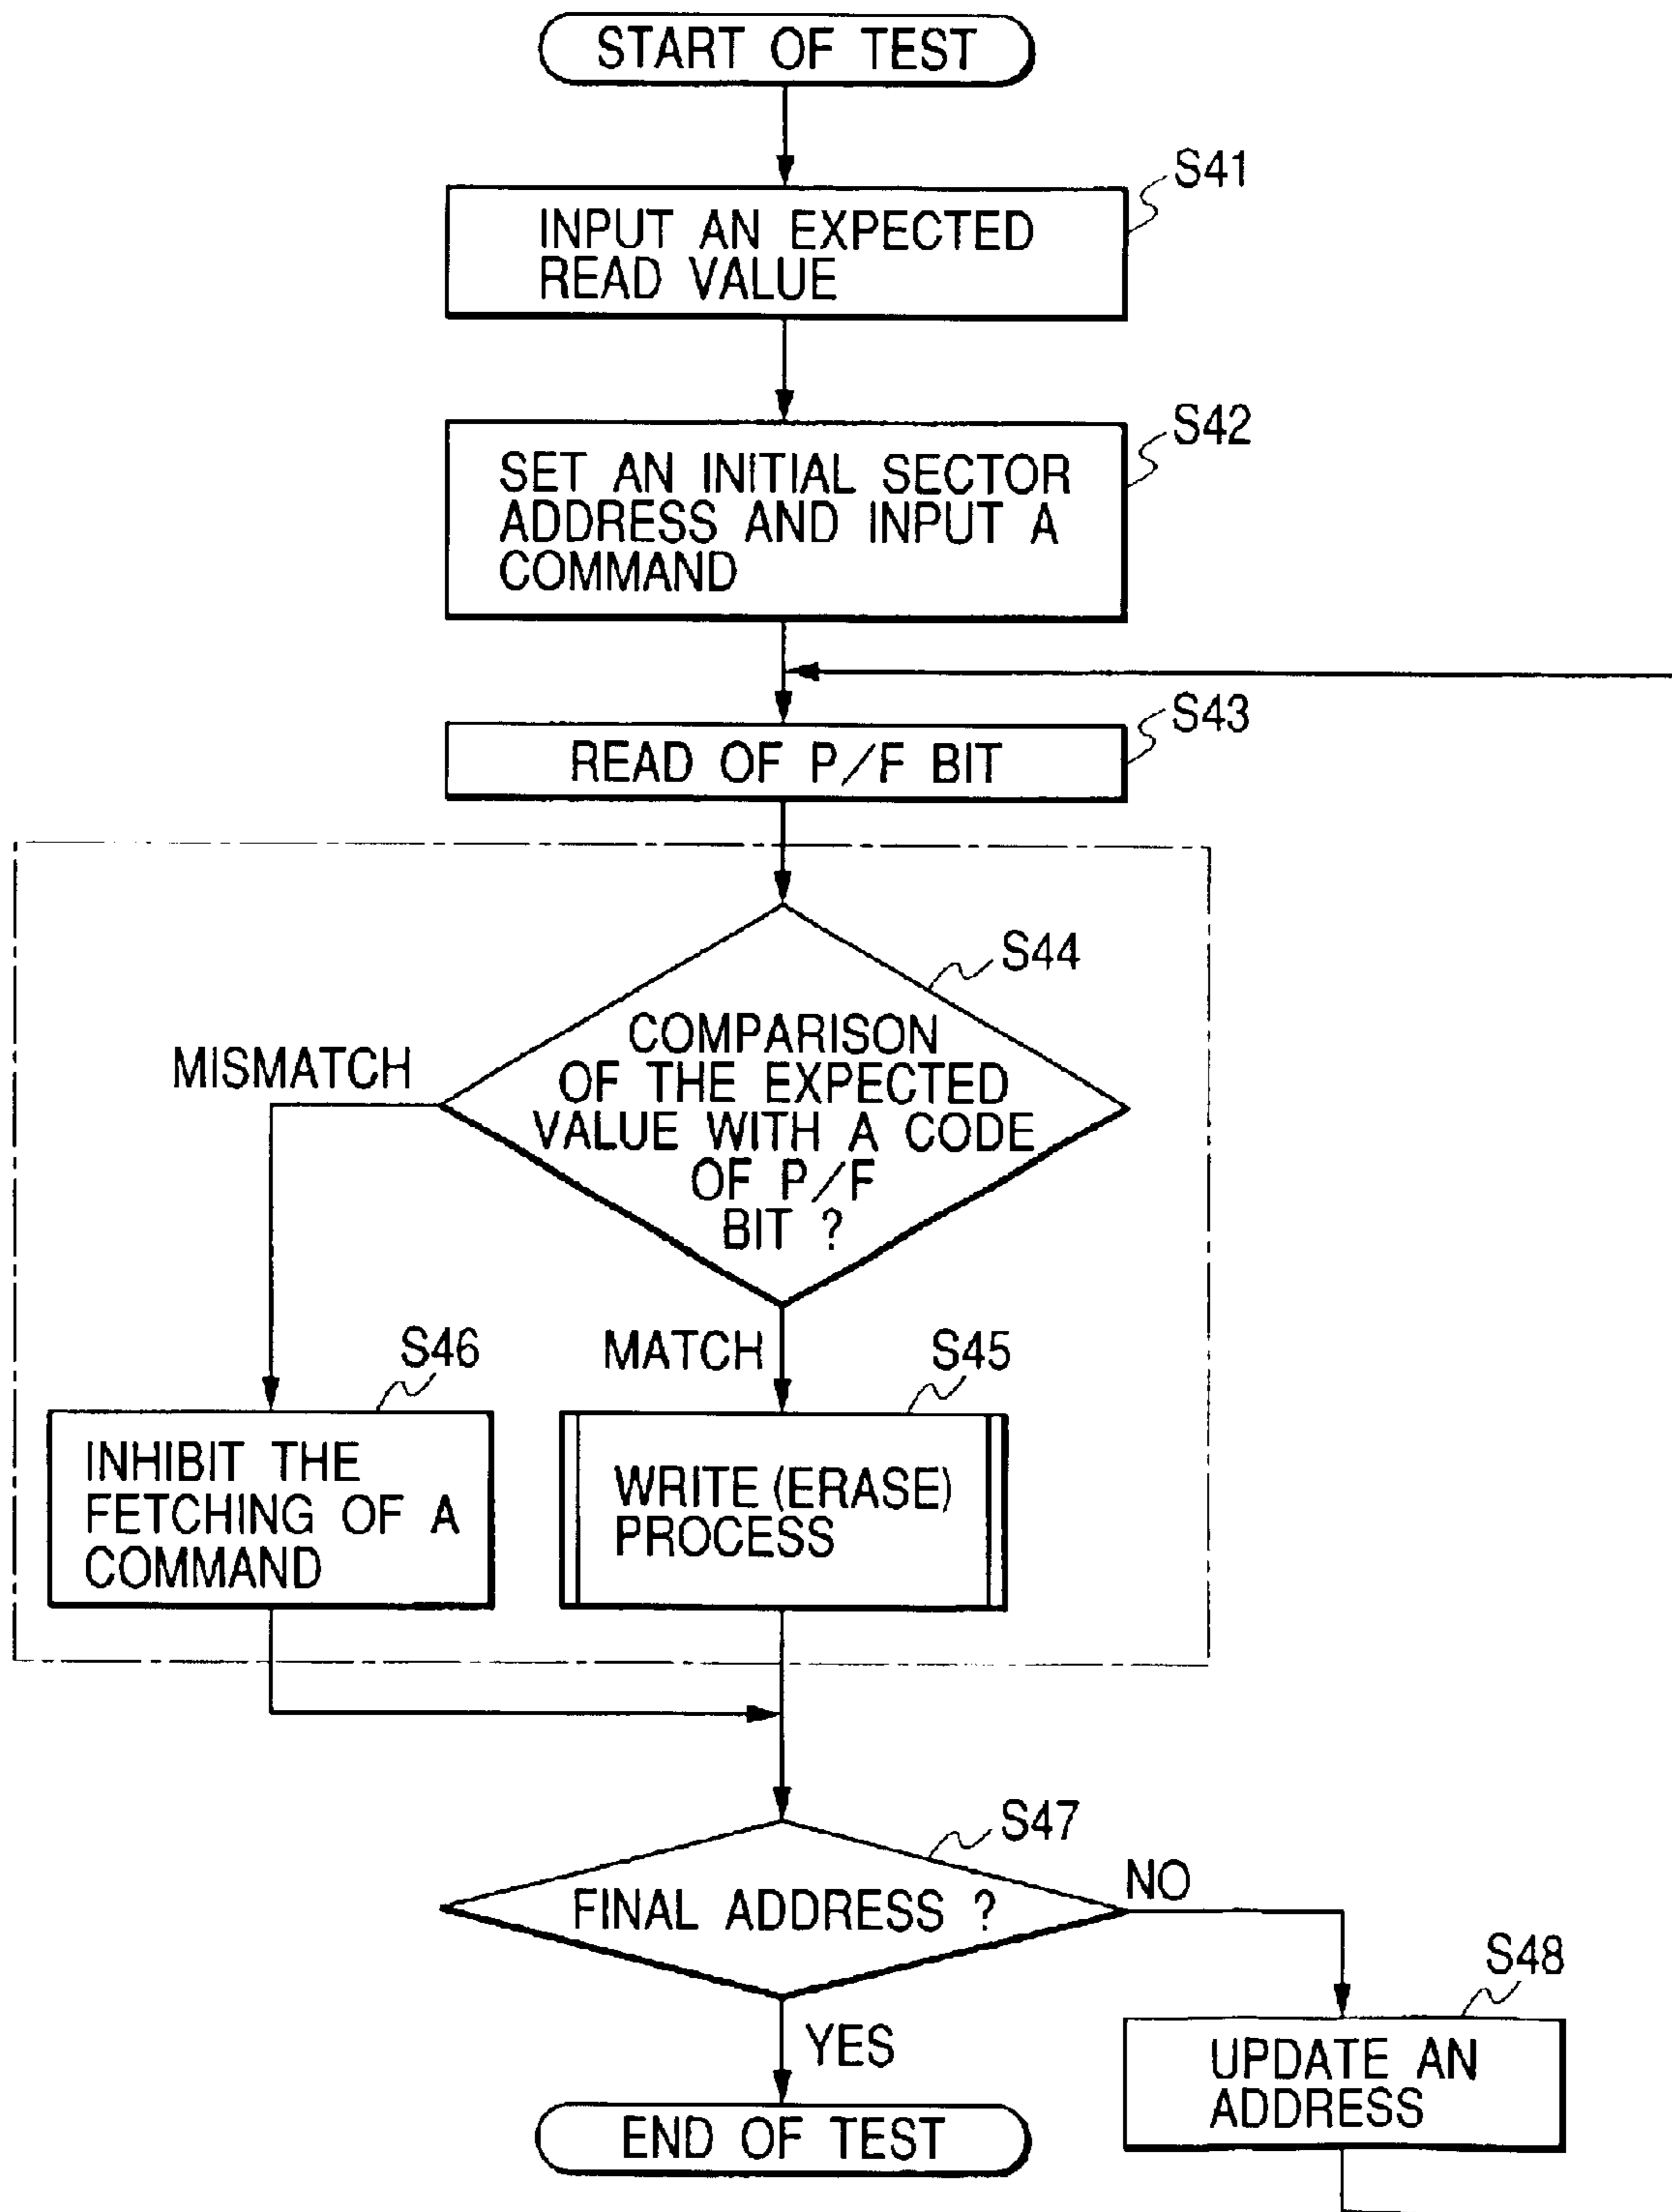 START OF TEST
S41
INPUT AN EXPECTED
READ VALUE
S42
SET AN INITIAL SECTOR
ADDRESS AND INPUT A
COMMAND
S43
READ OF P/F BIT
S44
COMPARISON
OF THE EXPECTED
VALUE WITH A CODE
OF P/F
BIT ?
MISMATCH
MATCH
S46
INHIBIT THE
FETCHING OF A
COMMAND
S45
WRITE (ERASE)
PROCESS
S47
FINAL ADDRESS ?
NO
YES
S48
UPDATE AN
ADDRESS
END OF TEST